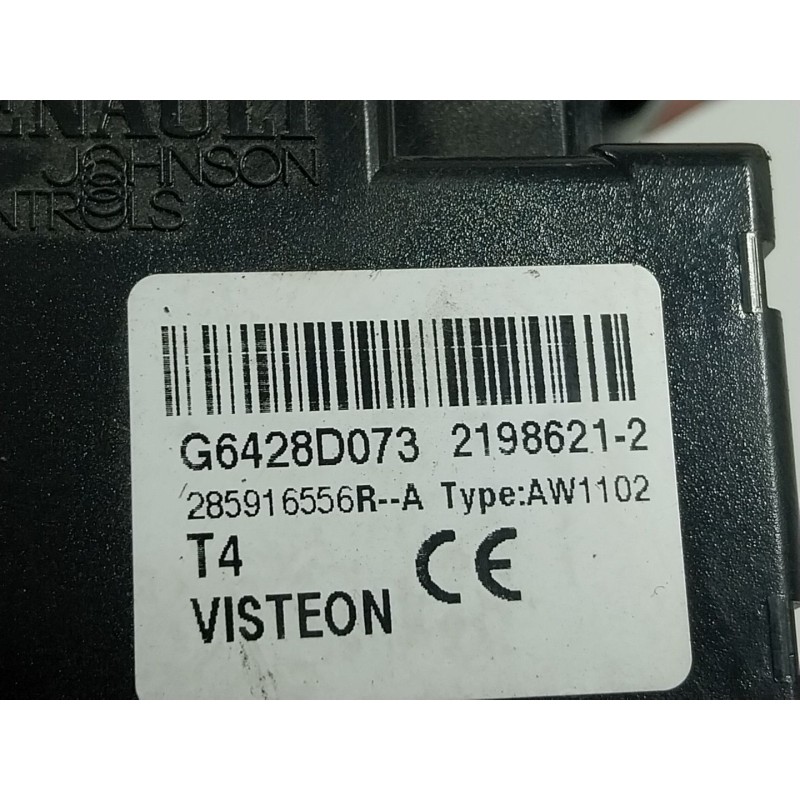 JOHNSON
G6428D073 2198621-2
285916556R--A Type:AW1102
T4 CE
VISTEON